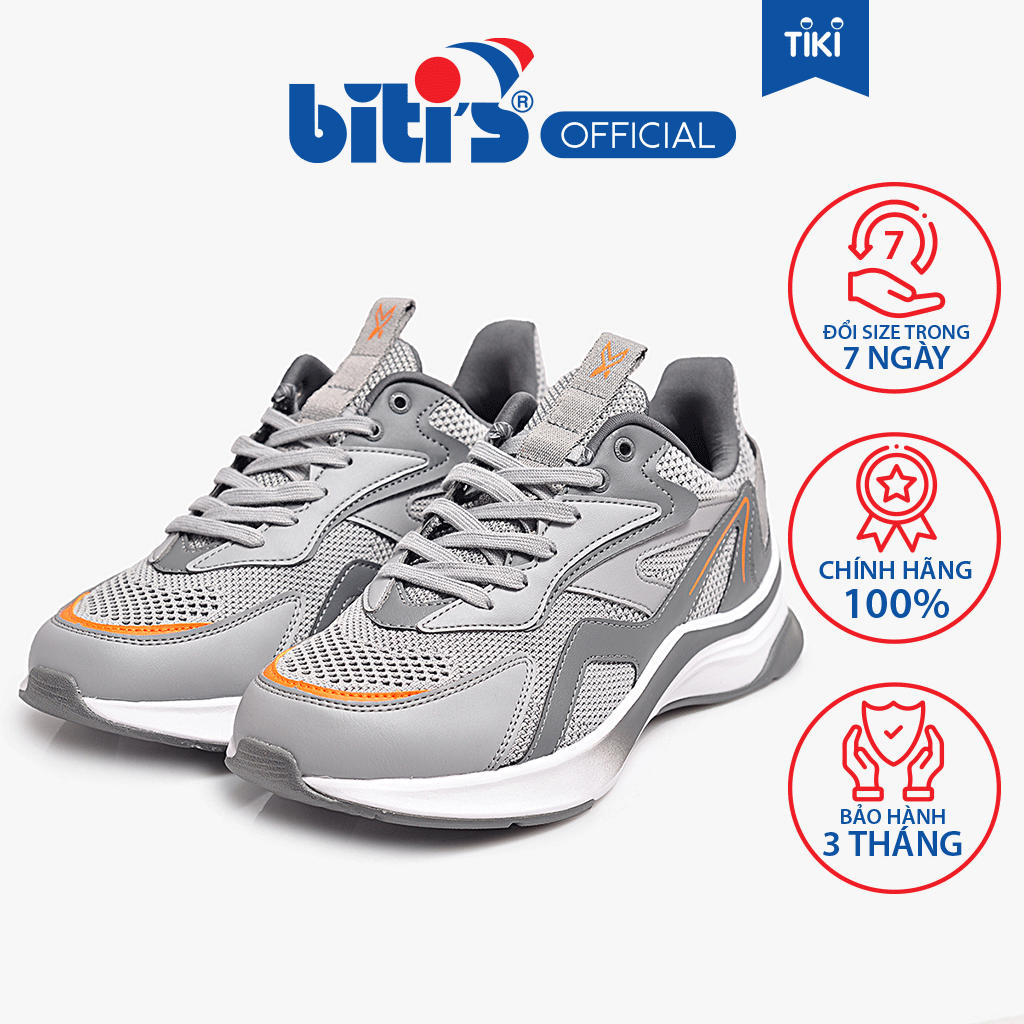 TiKi
biti's®
OFFICIAL
7
ĐỔI SIZE TRONG
7 NGÀY
CHÍNH HÃNG
100%
BẢO HÀNH
3 THÁNG